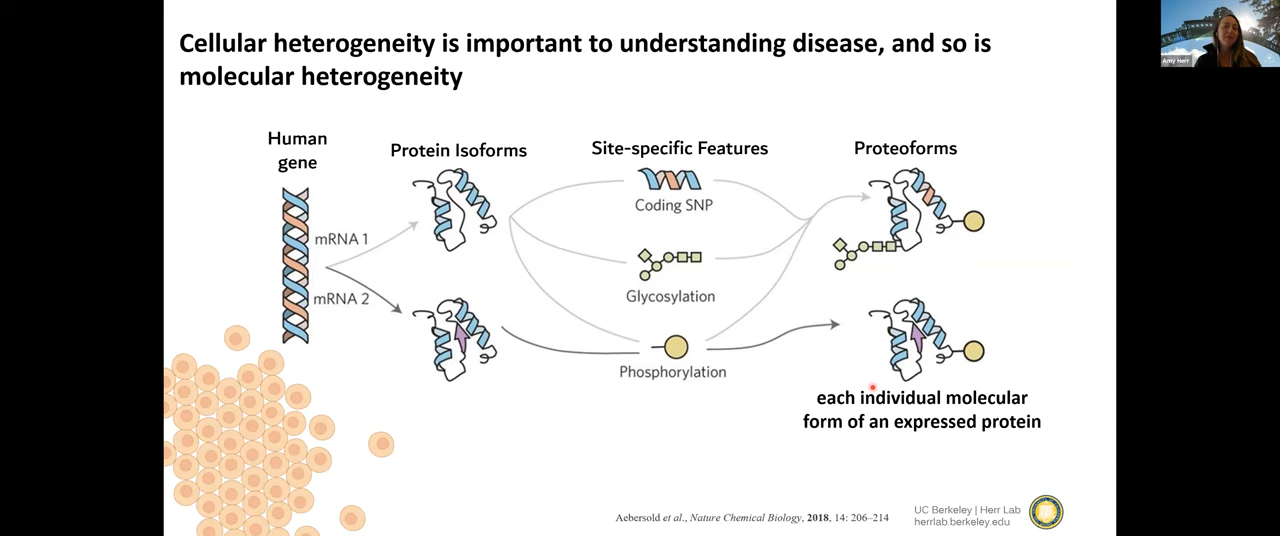 Cellular heterogeneity is important to understanding disease, and so is
molecular heterogeneity
Amy Herr
Human
gene
Protein Isoforms
Site-specific Features
Proteoforms
mRNA 1
mRNA 2
Coding SNP
Glycosylation
Phosphorylation
each individual molecular
form of an expressed protein
Aebersold et al., Nature Chemical Biology, 2018, 14: 206–214
UC Berkeley | Herr Lab
herrlab.berkeley.edu